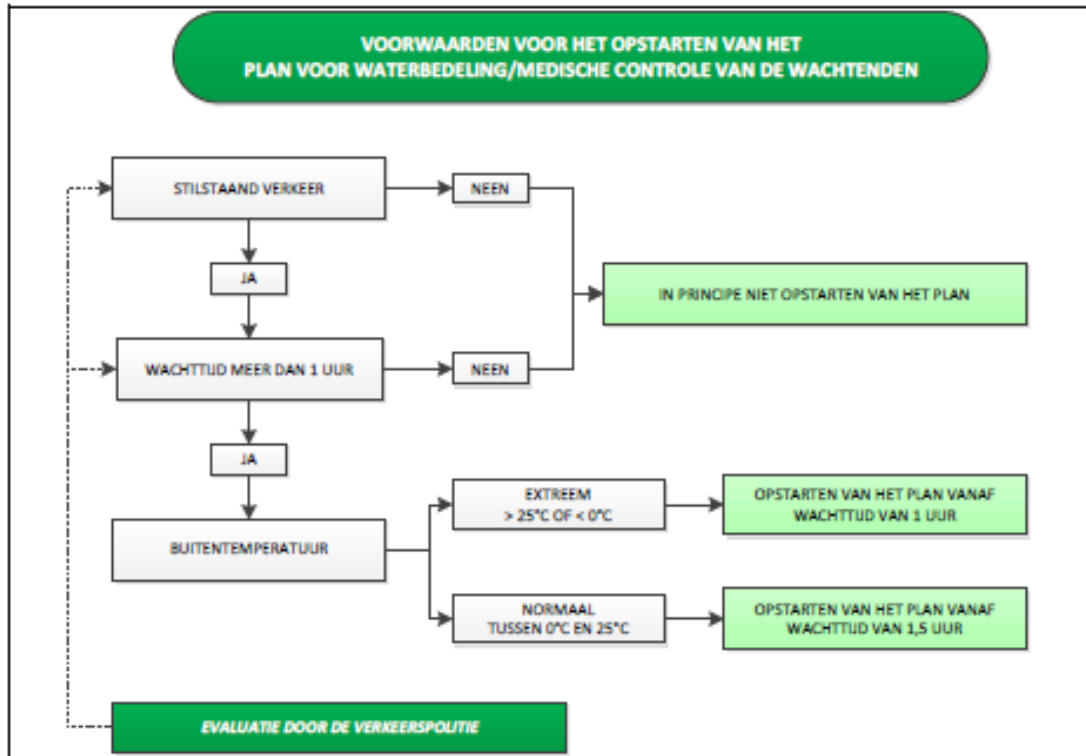 VOORWAARDEN VOOR HET OPSTARTEN VAN HET
PLAN VOOR WATERBEDELING/MEDISCHE CONTROLE VAN DE WACHTENDEN
STILSTAAND VERKEER
NEEN
JA
IN PRINCIPE NIET OPSTARTEN VAN HET PLAN
WACHTTIJD MEER DAN 1 UUR
NEEN
JA
EXTREEM
> 25°C OF < 0°C
OPSTARTEN VAN HET PLAN VANAF
WACHTTIJD VAN 1 UUR
BUITENTEMPERATUUR
NORMAAL
TUSSEN 0°C EN 25°C
OPSTARTEN VAN HET PLAN VANAF
WACHTTIJD VAN 1,5 UUR
EVALUATIE DOOR DE VERKEERSPOLITIE